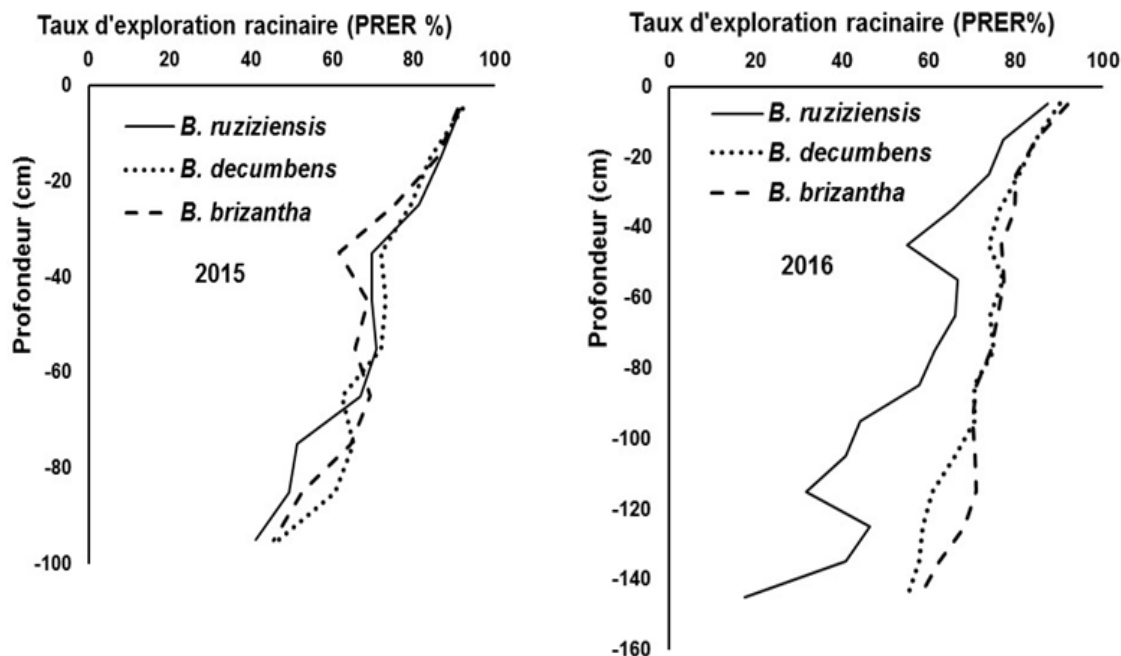 Taux d'exploration racinaire (PRER %)
0 20 40 60 80 100
0
-20
-40
-60
-80
-100
Profondeur (cm)
B. ruziziensis
B. decumbens
B. brizantha
2015
Taux d'exploration racinaire (PRER%)
0 20 40 60 80 100
0
-20
-40
-60
-80
-100
-120
-140
-160
Profondeur (cm)
B. ruziziensis
B. decumbens
B. brizantha
2016